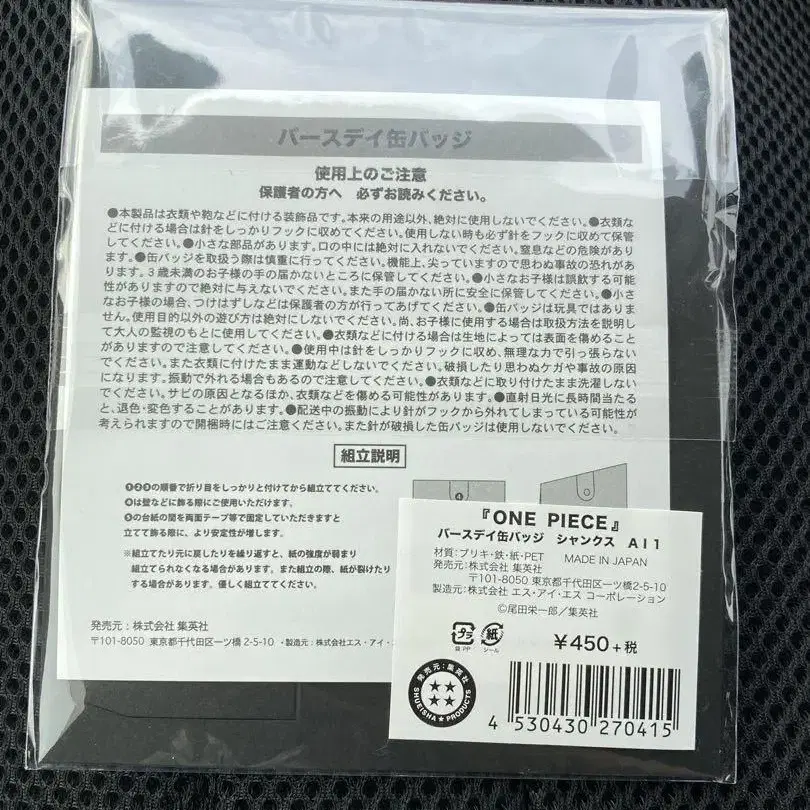 バースデイ缶バッジ
使用上のご注意
保護者の方へ　必ずお読みください。
●本製品は衣類や鞄などに付ける装飾品です。本来の用途以外、絶対に使用しないでください。●衣類な
どに付ける場合は針をしっかりフックに収めてください。使用しない時も必ず針をフックに収めて保管
してください。●小さな部品があります。口の中には絶対に入れないでください。窒息などの危険があり
ます。●缶バッジを取扱う際は慎重に行ってください。機能上、尖っていますので思わぬ事故の恐れがあ
ります。3歳未満のお子様の手の届かないところに保管してください。●小さなお子様は誤飲する可能
性がありますので絶対に与えないでください。また手の届かない所に安全に保管してください。●小さ
なお子様の場合、つけはずしなどは保護者の方が行ってあげてください。●缶バッジは玩具ではありま
せん。使用目的以外の遊び方は絶対にしないでください。尚、お子様に使用する場合は取扱方法を説明し
て大人の監視のもとに使用してください。●衣類などに付ける場合は生地によっては表面を傷めること
がありますので注意してください。●使用中は針をしっかりフックに収め、無理な力で引っ張らない
でください。また衣類に付けたまま運動などしないでください。破損したり思わぬケガや事故の原因
になります。振動で外れる場合もあるので注意してください。●衣類などに取り付けたまま洗濯しない
でください。サビの原因となるほか、衣類などを傷める可能性があります。●直射日光に長時間当たる
と、退色・変色することがあります。●配送中の振動により針がフックから外れてしまっている可能性が
考えられますので開梱時にはご注意ください。また針が破損した缶バッジは使用しないでください。
組立説明
①②③の順番で折り目をしっかりと付けてから組立ててください。
④は壁などに飾る際にご使用いただけます。
⑤の台紙の間を両面テープ等で固定していただきますと
立てて飾る際に、より安定性が増します。
※組立てたり元に戻したりを繰り返すと、紙の強度が弱まり
組立てられなくなる場合があります。また組立の際、紙が裂けたり
する場合があります。優しく組立ててください。
④
発売元：株式会社 集英社
〒101-8050 東京都千代田区一ツ橋2-5-10 ・製造元：株式会社エス・アイ・エ
『ONE PIECE』
バースデイ缶バッジ　シャンクス　AI1
材質：ブリキ・鉄・紙・PET　MADE IN JAPAN
発売元：株式会社 集英社
〒101-8050 東京都千代田区一ツ橋2-5-10
製造元：株式会社 エス・アイ・エス コーポレーション
©尾田栄一郎／集英社
プラ
袋 PP
紙
シール
¥450+税
発売元：集英社
SHUEISHA★PRODUCTS
4 530430 270415